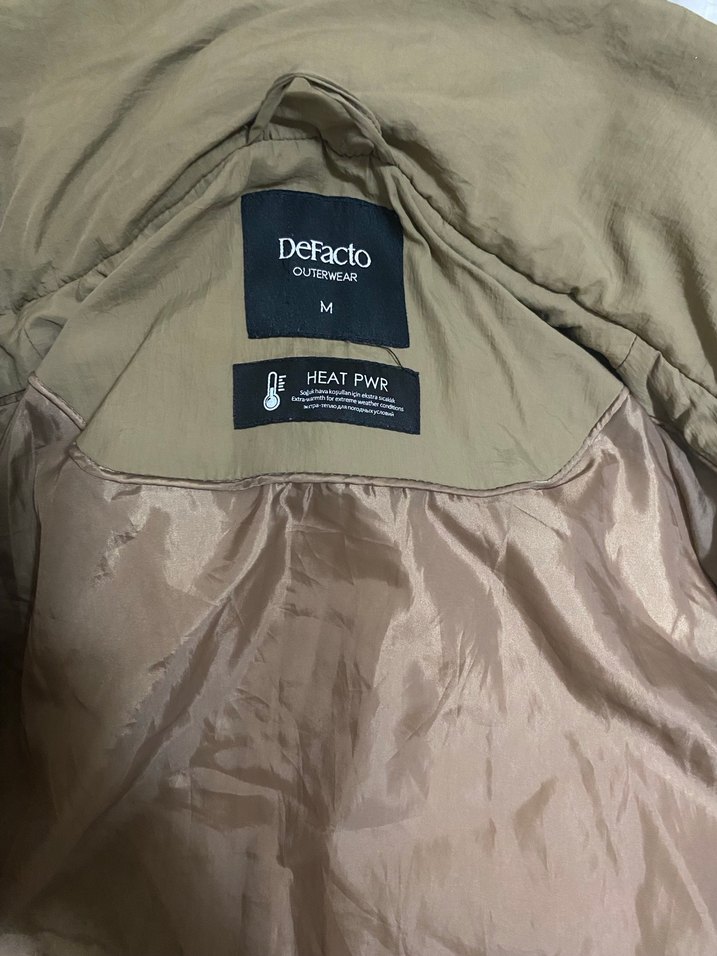 DeFacto
OUTERWEAR
M
HEAT PWR
Soğuk hava koşulları için ekstra sıcaklık
Extra-warmth for extreme weather conditions
экстра-тепло для погодных условий